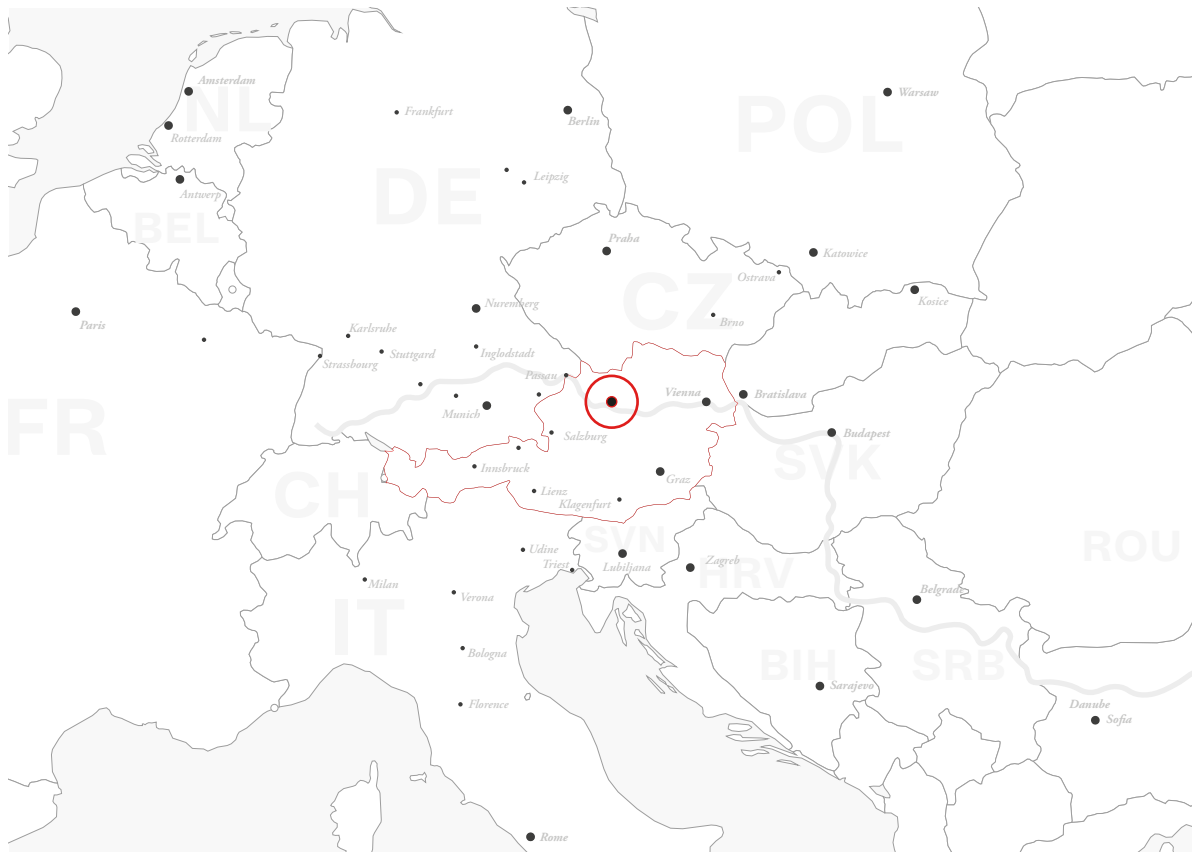 Amsterdam
NL
Rotterdam
Frankfurt
Berlin
POL
Warsaw
Antwerp
BEL
DE
Leipzig
Praha
Katowice
Ostrava
CZ
Kosice
Paris
Nuremberg
Brno
Karlsruhe
Strassbourg
Stuttgard
Inglodstadt
Passau
FR
Munich
Vienna
Bratislava
Salzburg
Budapest
SVK
CH
Innsbruck
Graz
Lienz
Klagenfurt
Udine
Triest
SVN
Lubiljana
Zagreb
HRV
ROU
Milan
Verona
IT
Belgrade
Bologna
BIH
SRB
Sarajevo
Florence
Danube
Sofia
Rome